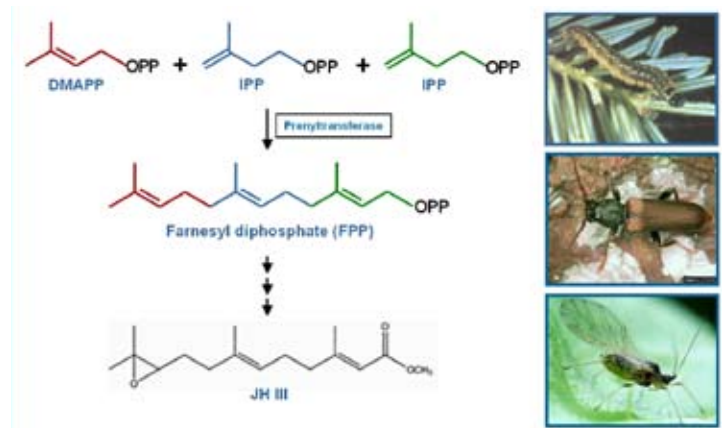 OPP + OPP + OPP
DMAPP IPP IPP
Prenyltransferase
OPP
Farnesyl diphosphate (FPP)
O
OCH₃
O
JH III